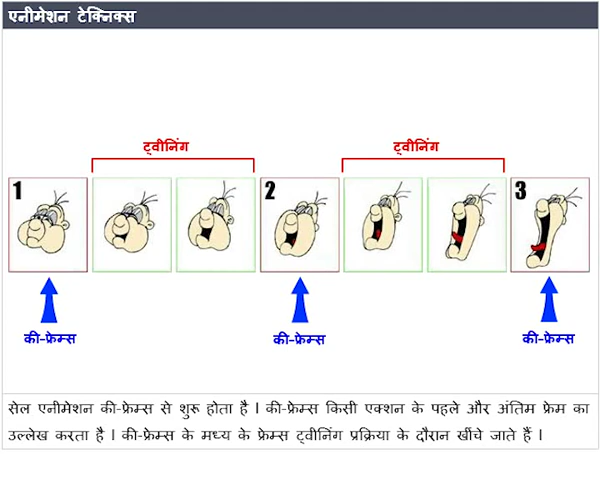 एनीमेशन टेक्निक्स
ट्वीनिंग ट्वीनिंग
1 2 3
की-फ्रेम्स की-फ्रेम्स की-फ्रेम्स
सेल एनीमेशन की-फ्रेम्स से शुरू होता है । की-फ्रेम्स किसी एक्शन के पहले और अंतिम फ्रेम का
उल्लेख करता है । की-फ्रेम्स के मध्य के फ्रेम्स ट्वीनिंग प्रक्रिया के दौरान खींचे जाते हैं ।